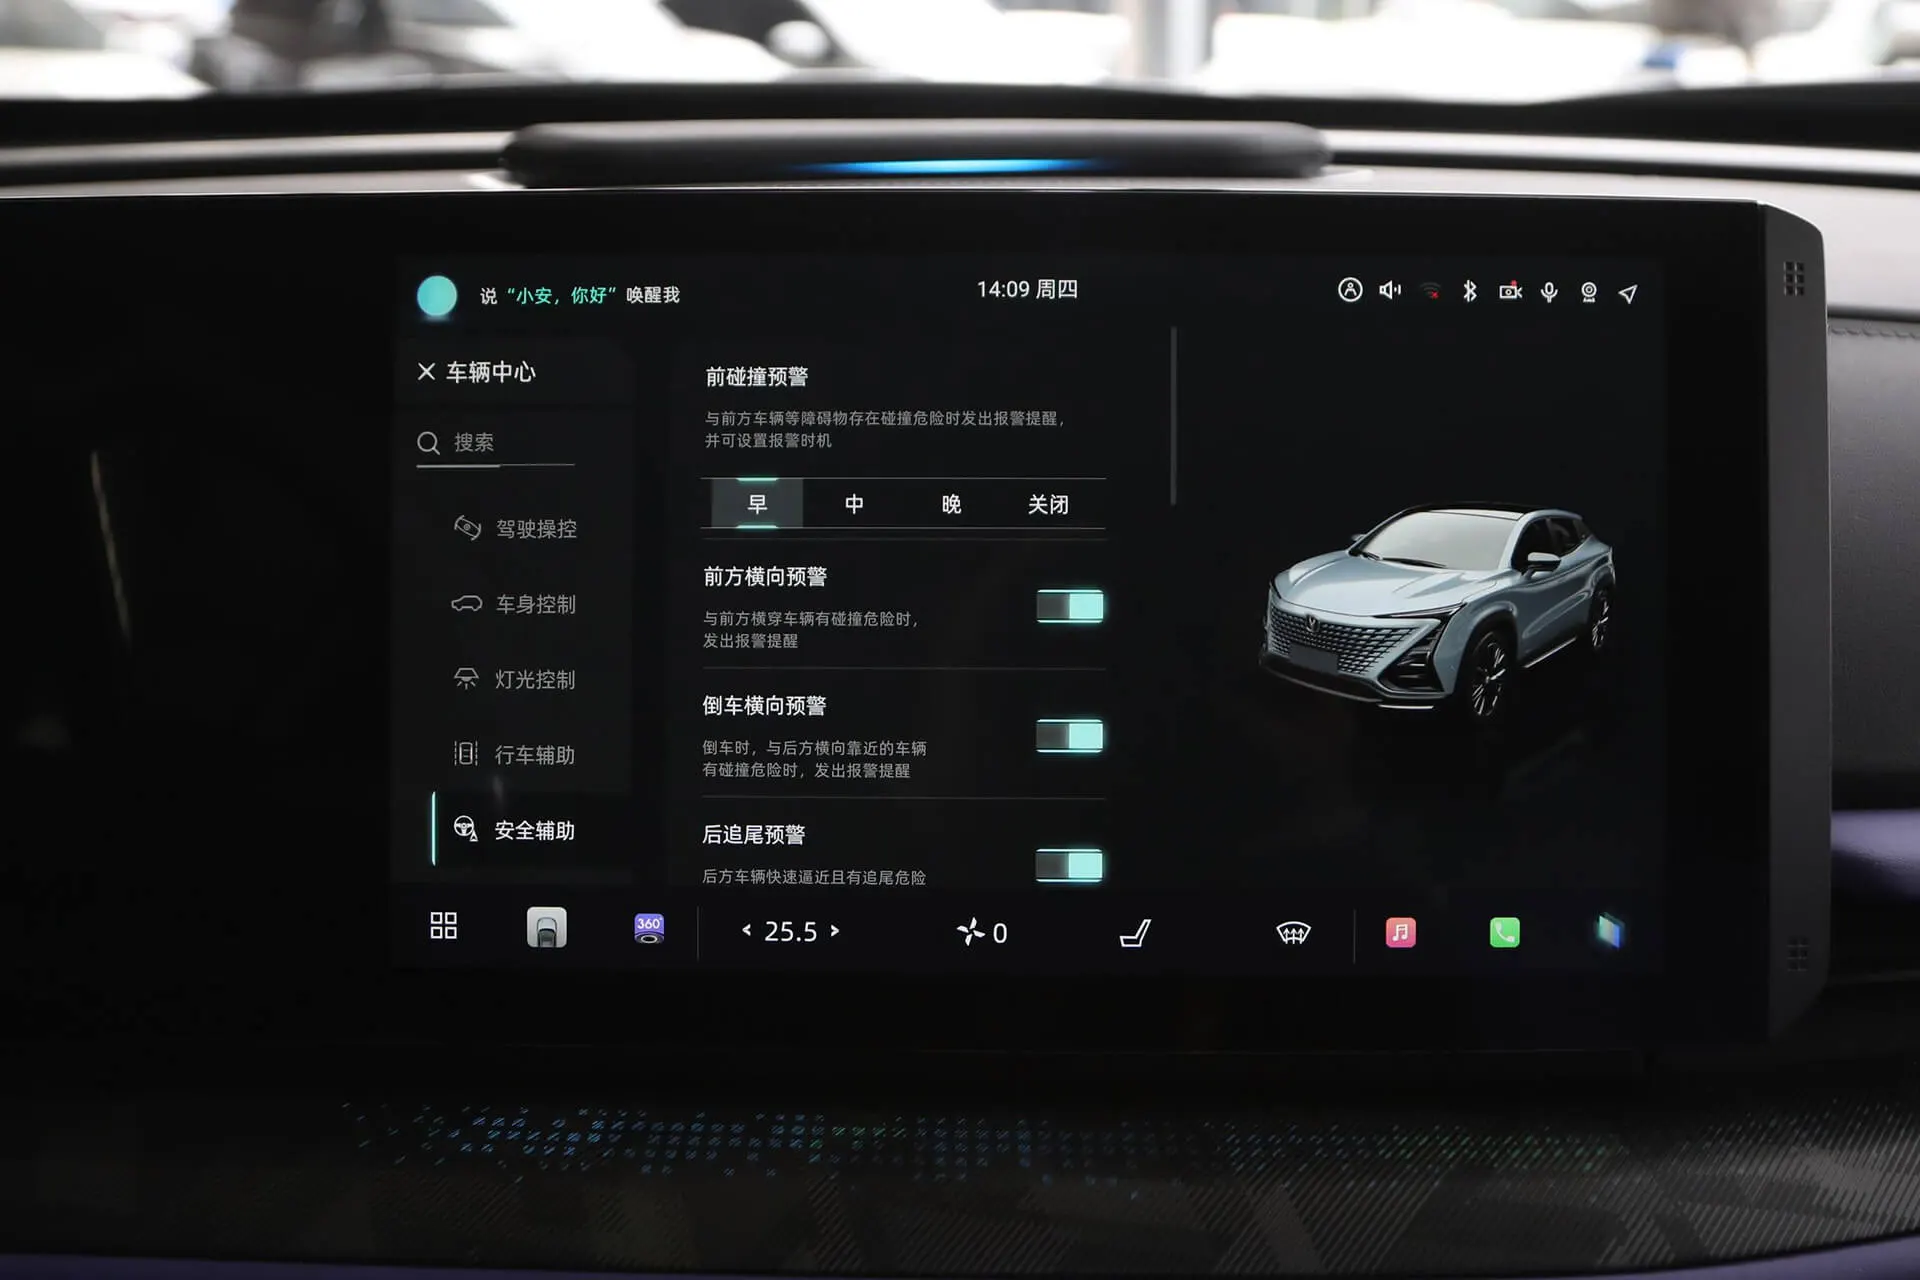 说“小安，你好”唤醒我
14:09 周四
车辆中心
搜索
驾驶操控
车身控制
灯光控制
行车辅助
安全辅助
前碰撞预警
与前方车辆等障碍物存在碰撞危险时发出报警提醒，
并可设置报警时机
早 中 晚 关闭
前方横向预警
与前方横穿车辆有碰撞危险时，
发出报警提醒
倒车横向预警
倒车时，与后方横向靠近的车辆
有碰撞危险时，发出报警提醒
后追尾预警
后方车辆快速逼近且有追尾危险
360°
< 25.5 >
0